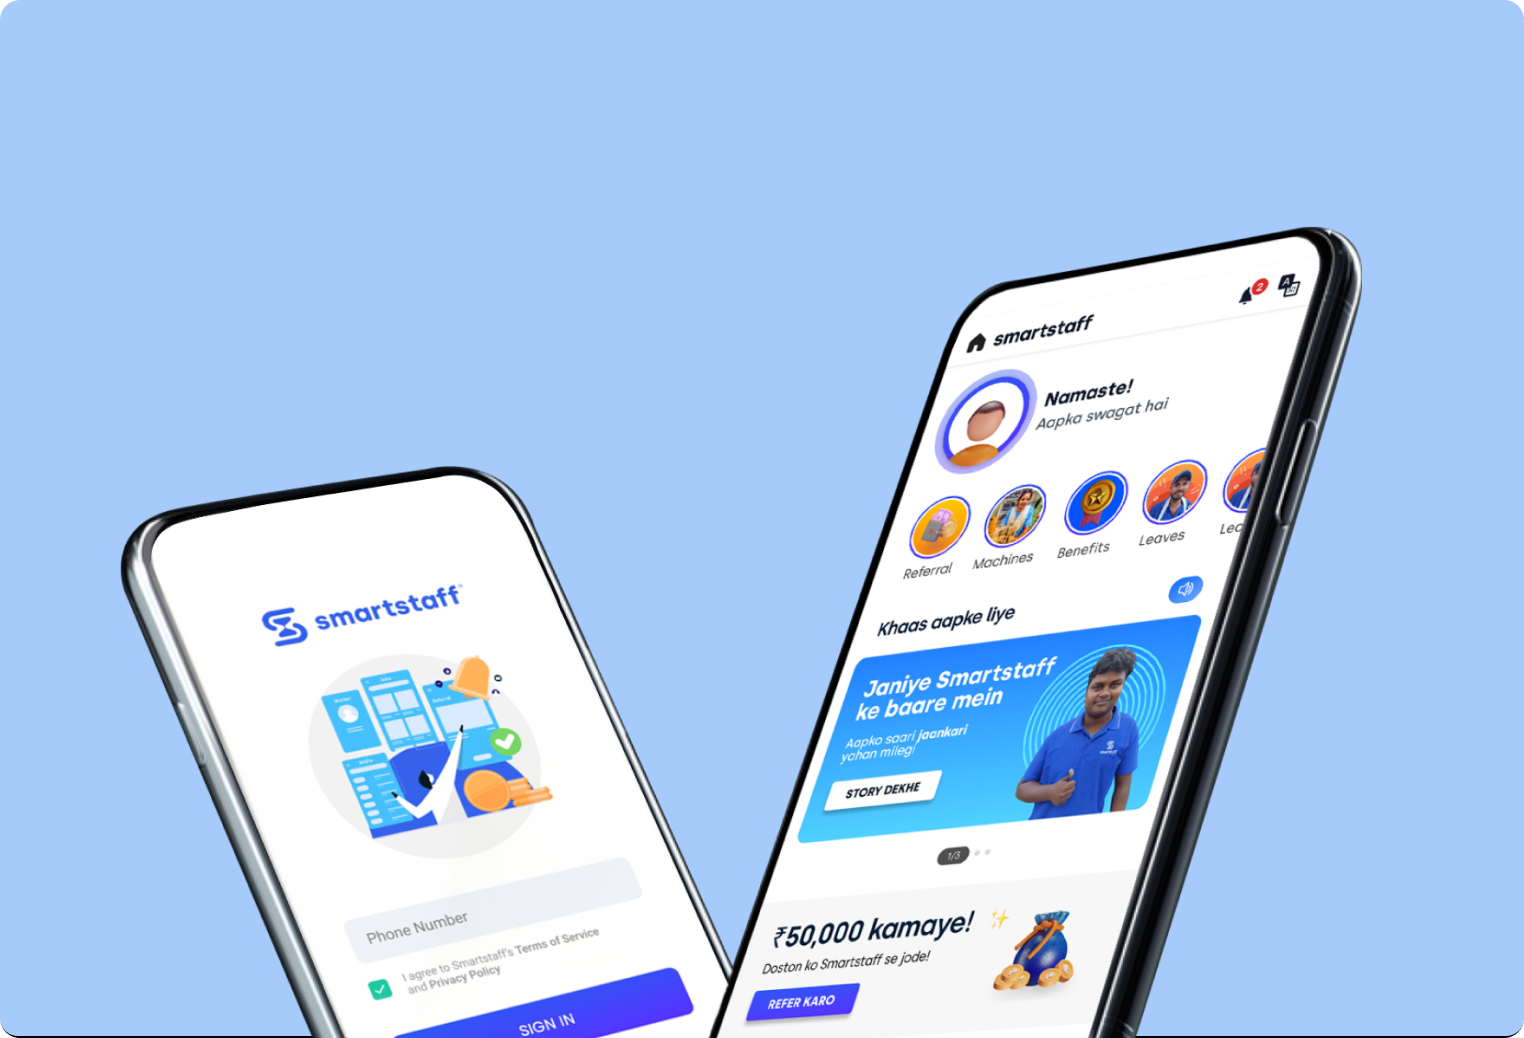 smartstaff
Phone Number
I agree to Smartstaff's Terms of Service
and Privacy Policy
SIGN IN
smartstaff
2
Namaste!
Aapka swagat hai
Referral
Machines
Benefits
Leaves
Khaas aapke liye
Janiye Smartstaff
ke baare mein
Aapko saari jaankari
yahan milegi
STORY DEKHE
1/3
₹50,000 kamaye!
Doston ko Smartstaff se jode!
REFER KARO